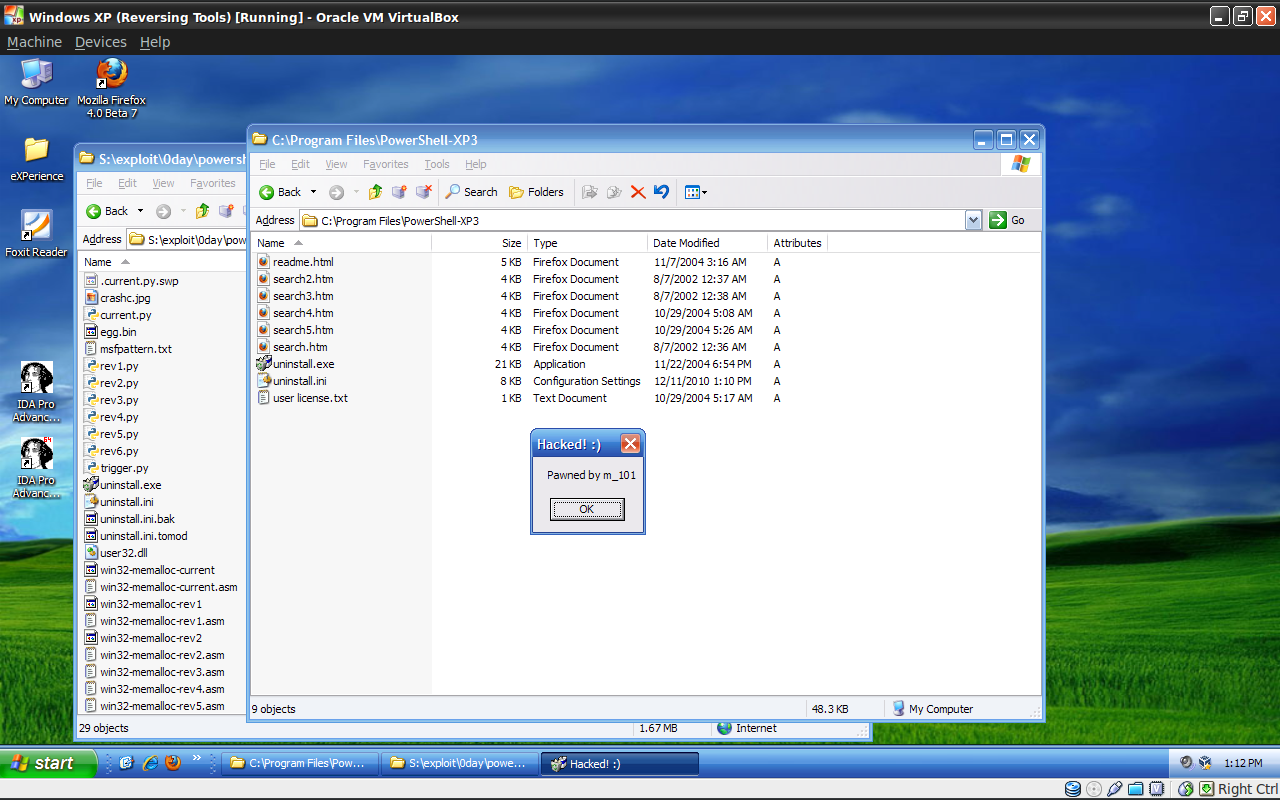 Windows XP (Reversing Tools) [Running] - Oracle VM VirtualBox
Machine Devices Help
My Computer
Mozilla Firefox
4.0 Beta 7
eXPerience
Foxit Reader
IDA Pro
Advanc...
64
IDA Pro
Advanc...
S:\exploit\0day\powersh
File Edit View Favorites
Back
Address S:\exploit\0day\pow
Name
.current.py.swp
crashc.jpg
current.py
egg.bin
msfpattern.txt
rev1.py
rev2.py
rev3.py
rev4.py
rev5.py
rev6.py
trigger.py
uninstall.exe
uninstall.ini
uninstall.ini.bak
uninstall.ini.tomod
user32.dll
win32-memalloc-current
win32-memalloc-current.asm
win32-memalloc-rev1
win32-memalloc-rev1.asm
win32-memalloc-rev2
win32-memalloc-rev2.asm
win32-memalloc-rev3.asm
win32-memalloc-rev4.asm
win32-memalloc-rev5.asm
29 objects 1.67 MB Internet
C:\Program Files\PowerShell-XP3
File Edit View Favorites Tools Help
Back Search Folders
Address C:\Program Files\PowerShell-XP3 Go
Name Size Type Date Modified Attributes
readme.html 5 KB Firefox Document 11/7/2004 3:16 AM A
search2.htm 4 KB Firefox Document 8/7/2002 12:37 AM A
search3.htm 4 KB Firefox Document 8/7/2002 12:38 AM A
search4.htm 4 KB Firefox Document 10/29/2004 5:08 AM A
search5.htm 4 KB Firefox Document 10/29/2004 5:26 AM A
search.htm 4 KB Firefox Document 8/7/2002 12:36 AM A
uninstall.exe 21 KB Application 11/22/2004 6:54 PM A
uninstall.ini 8 KB Configuration Settings 12/11/2010 1:10 PM A
user license.txt 1 KB Text Document 10/29/2004 5:17 AM A
Hacked! :)
Pawned by m_101
OK
9 objects 48.3 KB My Computer
start » C:\Program Files\Pow... S:\exploit\0day\powe... Hacked! :) 1:12 PM
Right Ctrl